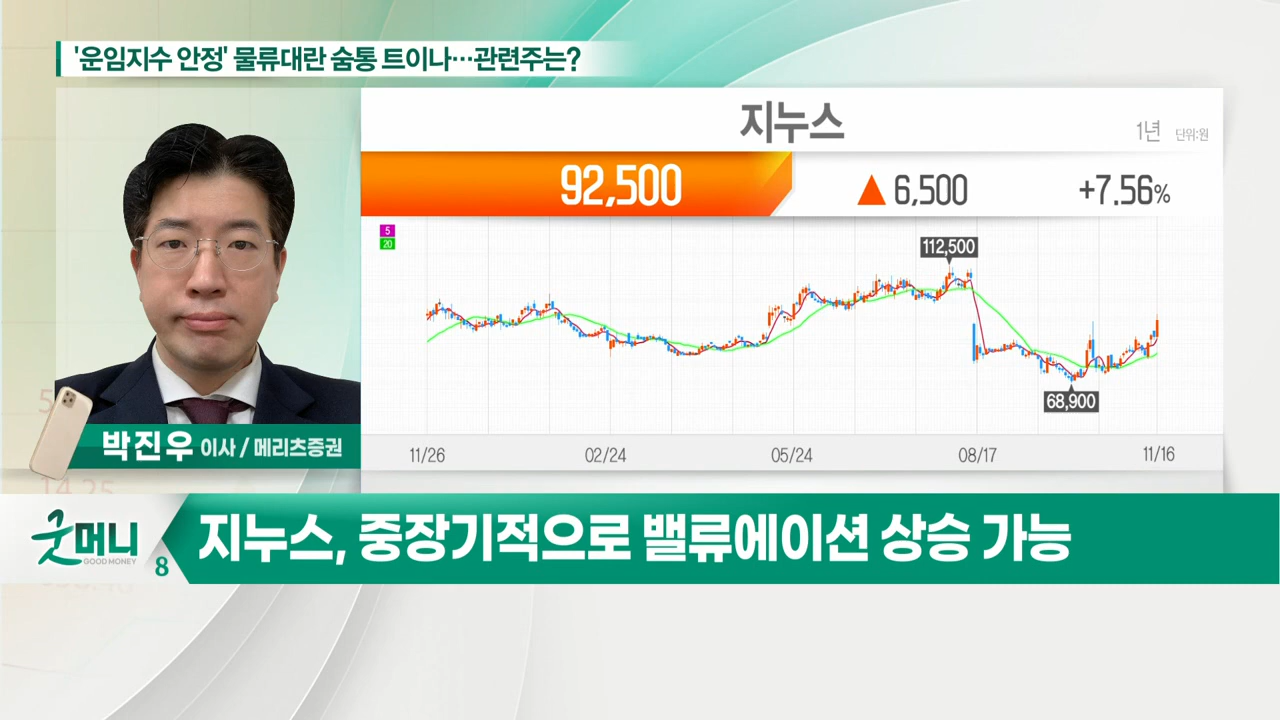 '운임지수 안정' 물류대란 숨통 트이나…관련주는?
지누스
1년 단위:원
92,500 ▲ 6,500 +7.56%
5
20
112,500
68,900
11/26 02/24 05/24 08/17 11/16
박진우 이사 / 메리츠증권
굿머니
GOOD MONEY
8
지누스, 중장기적으로 밸류에이션 상승 가능